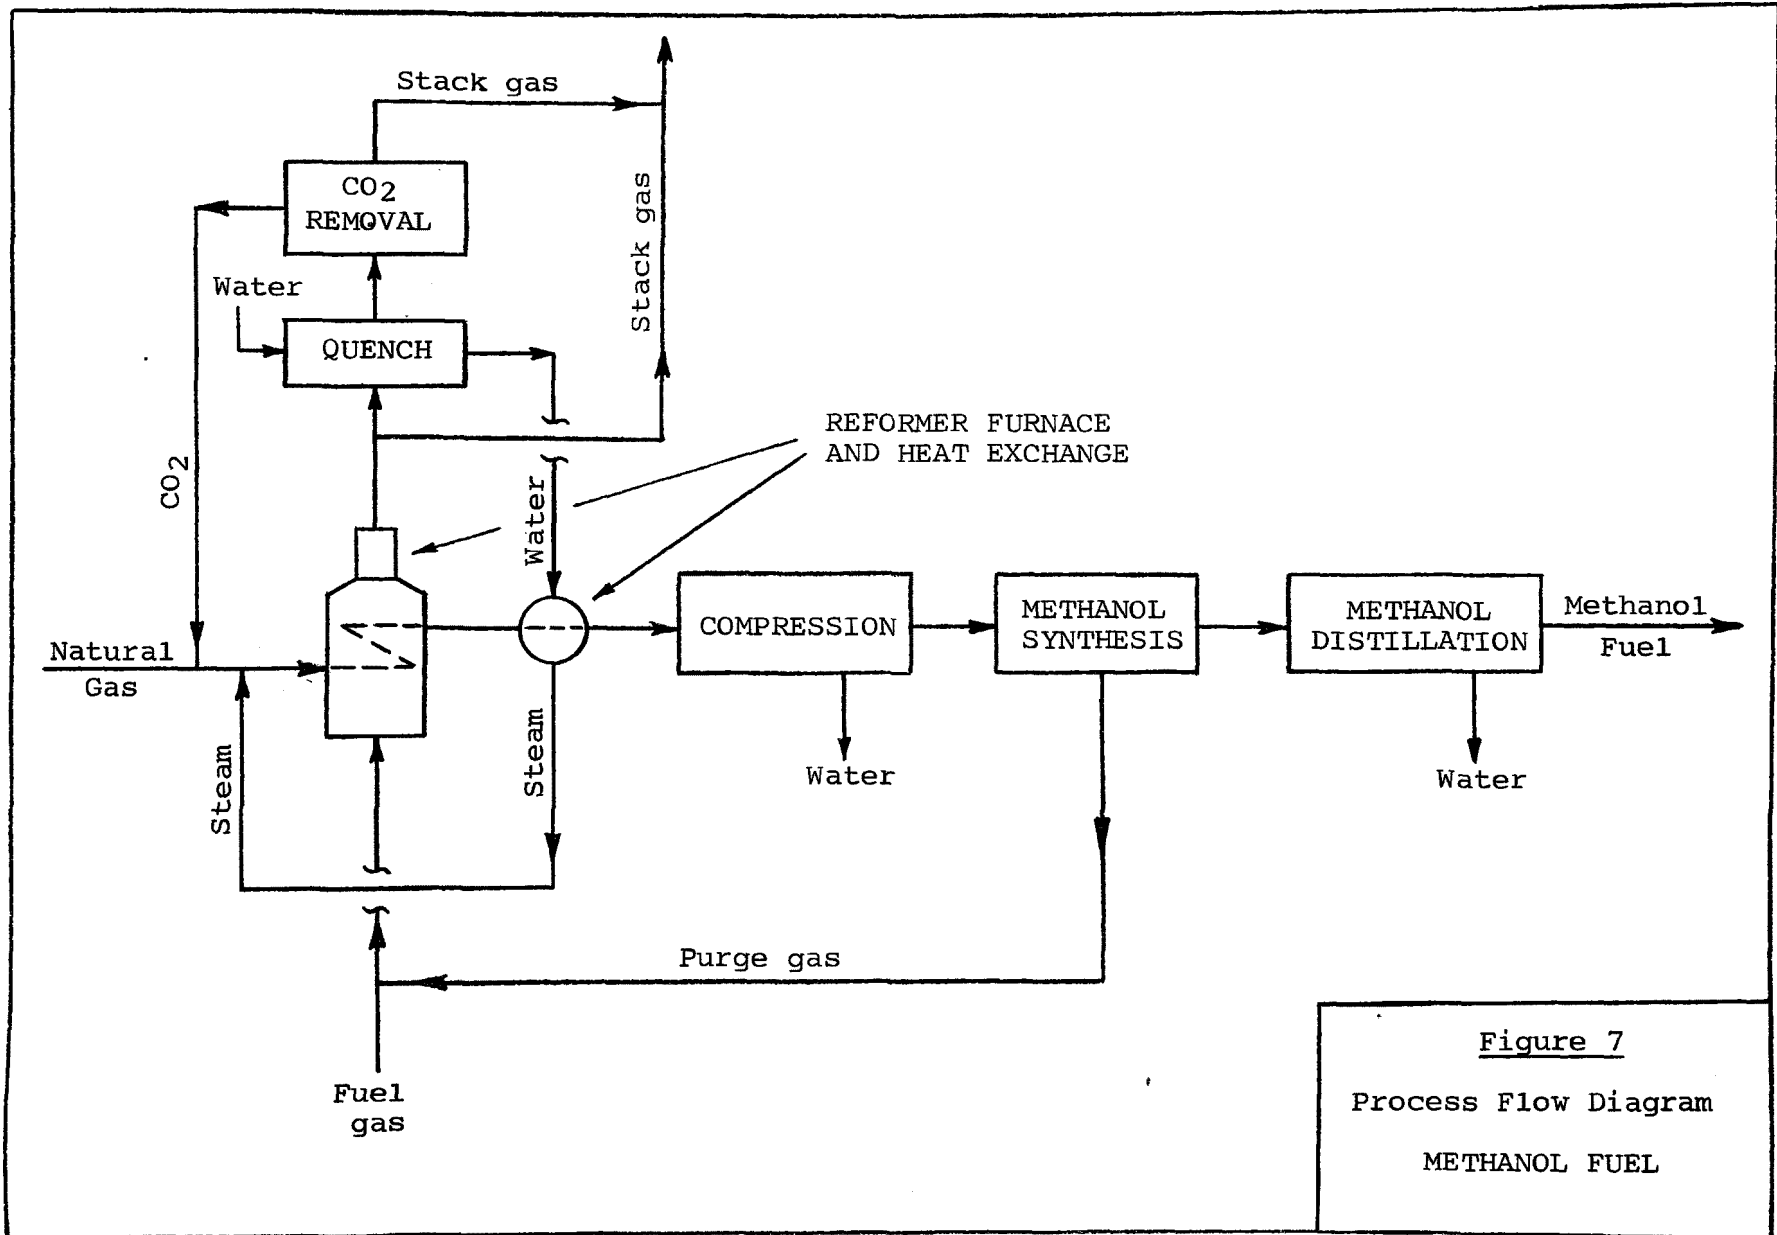 Stack gas
CO2
REMOVAL
Stack gas
Water
QUENCH
REFORMER FURNACE
AND HEAT EXCHANGE
CO2
Water
COMPRESSION
METHANOL
SYNTHESIS
METHANOL
DISTILLATION
Methanol
Fuel
Natural
Gas
Steam
Steam
Water
Water
Purge gas
Fuel
gas
Figure 7
Process Flow Diagram
METHANOL FUEL